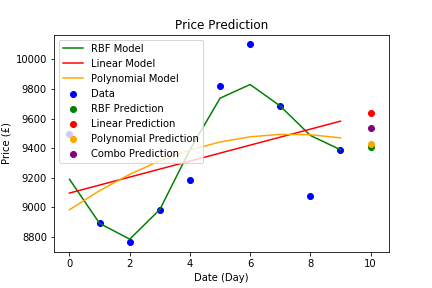 Price Prediction
Price (£)
10000
9800
9600
9400
9200
9000
8800
RBF Model
Linear Model
Polynomial Model
Data
RBF Prediction
Linear Prediction
Polynomial Prediction
Combo Prediction
0
2
4
6
8
10
Date (Day)